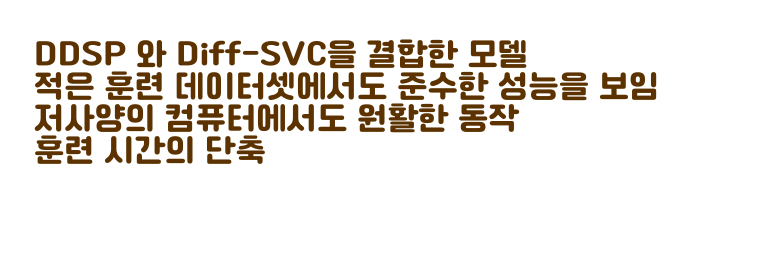 DDSP 와 Diff-SVC을 결합한 모델
적은 훈련 데이터셋에서도 준수한 성능을 보임
저사양의 컴퓨터에서도 원활한 동작
훈련 시간의 단축